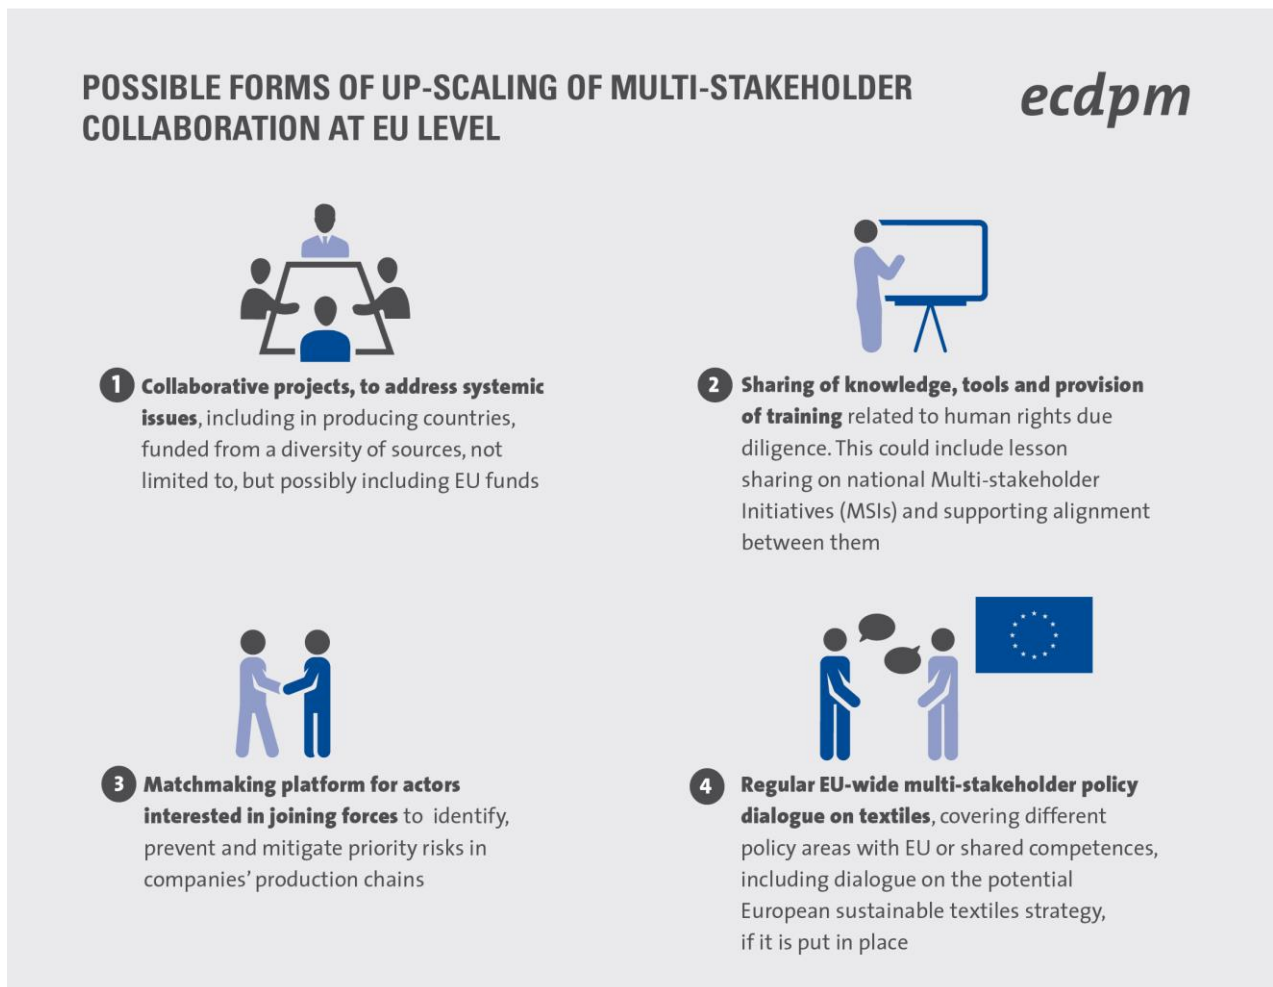 POSSIBLE FORMS OF UP-SCALING OF MULTI-STAKEHOLDER
COLLABORATION AT EU LEVEL
ecdpm
1 Collaborative projects, to address systemic
issues, including in producing countries,
funded from a diversity of sources, not
limited to, but possibly including EU funds
2 Sharing of knowledge, tools and provision
of training related to human rights due
diligence. This could include lesson
sharing on national Multi-stakeholder
Initiatives (MSIs) and supporting alignment
between them
3 Matchmaking platform for actors
interested in joining forces to identify,
prevent and mitigate priority risks in
companies' production chains
4 Regular EU-wide multi-stakeholder policy
dialogue on textiles, covering different
policy areas with EU or shared competences,
including dialogue on the potential
European sustainable textiles strategy,
if it is put in place